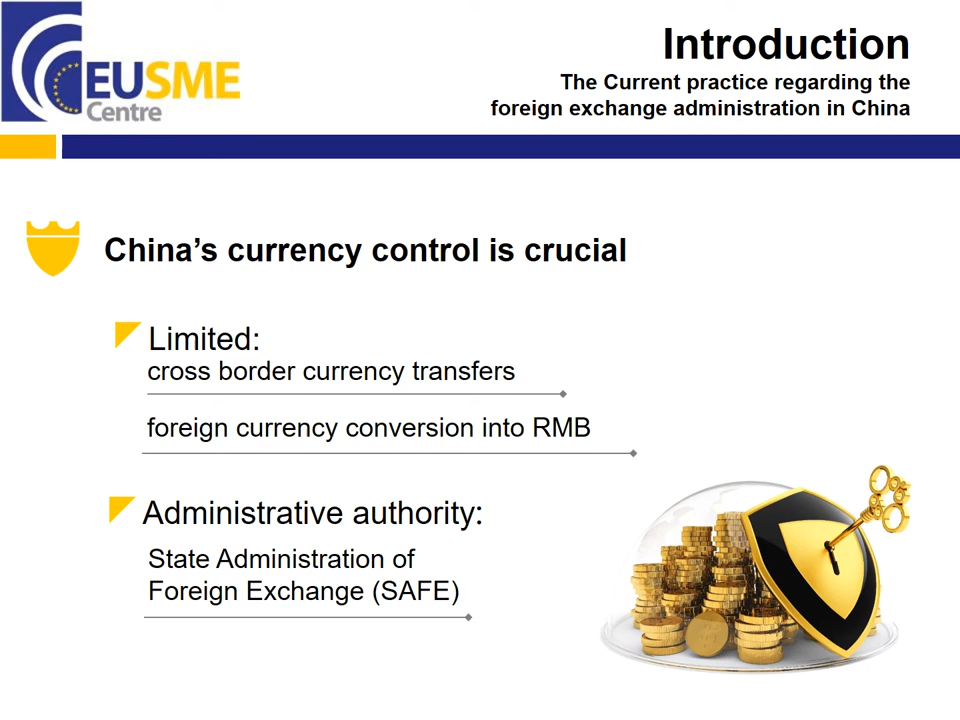 EUSME
Centre
Introduction
The Current practice regarding the
foreign exchange administration in China
China’s currency control is crucial
Limited:
cross border currency transfers
foreign currency conversion into RMB
Administrative authority:
State Administration of
Foreign Exchange (SAFE)